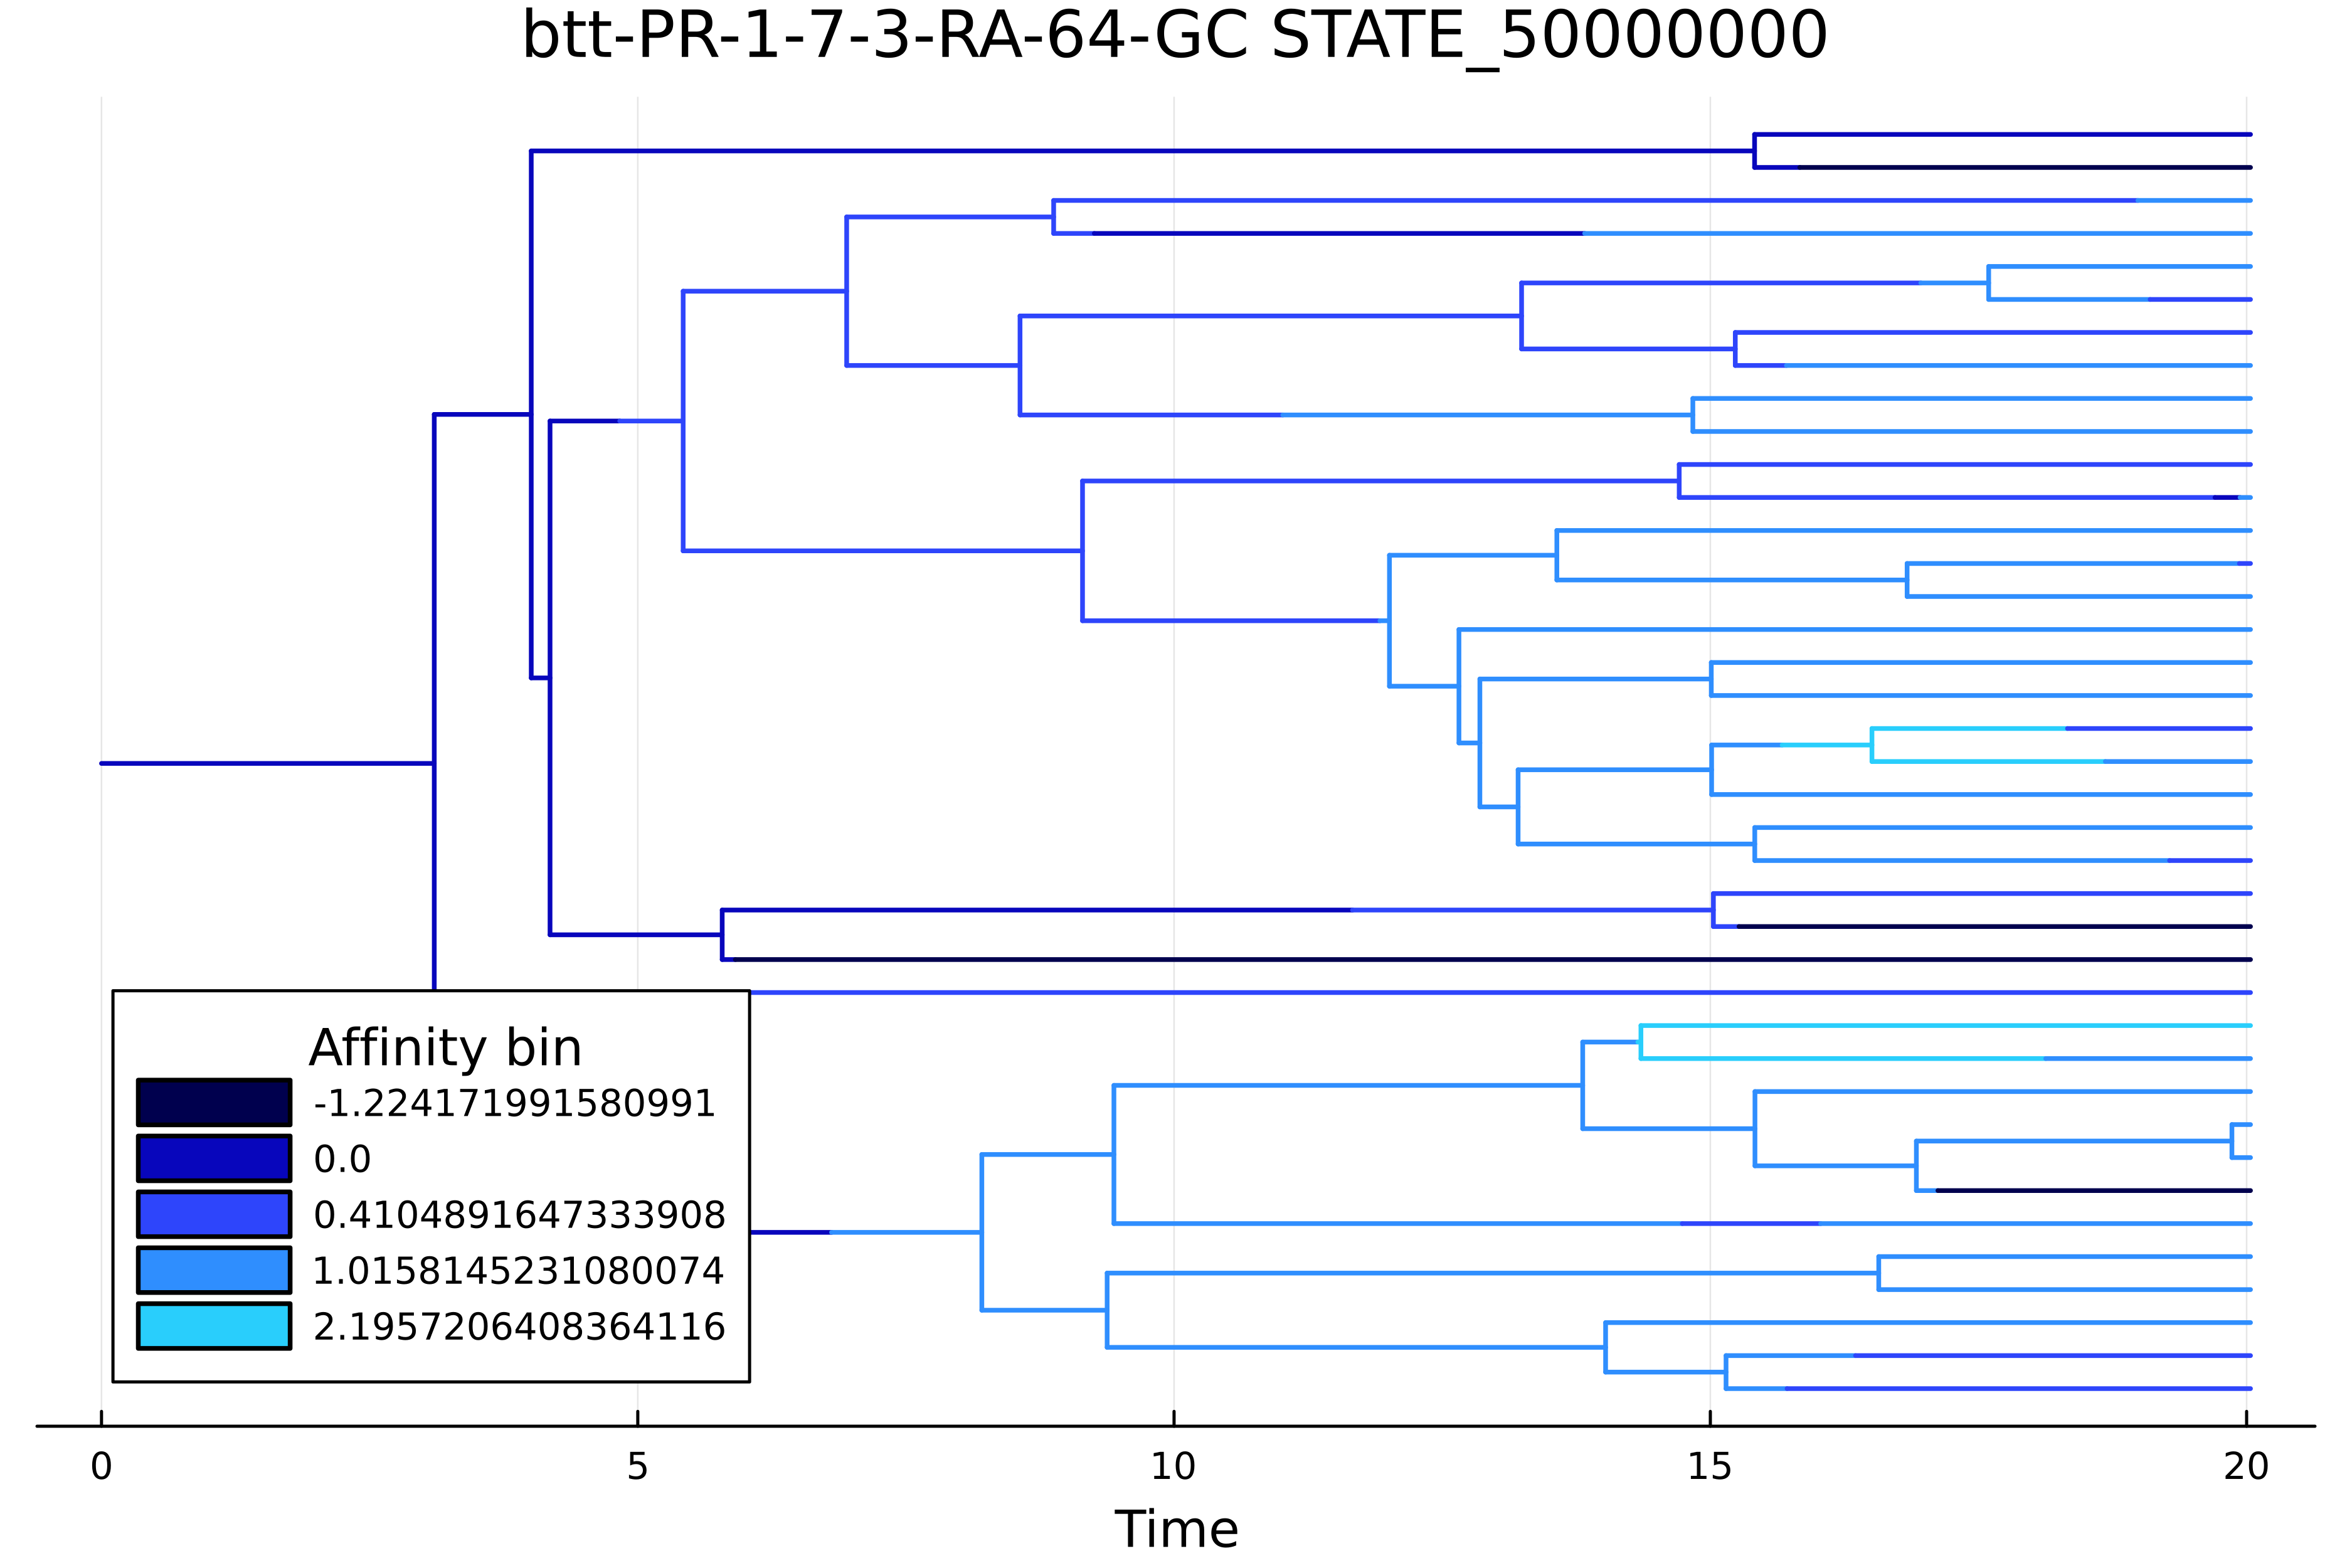 btt-PR-1-7-3-RA-64-GC STATE_50000000
Affinity bin
-1.224171991580991
0.0
0.4104891647333908
1.0158145231080074
2.1957206408364116
0 5 10 15 20
Time